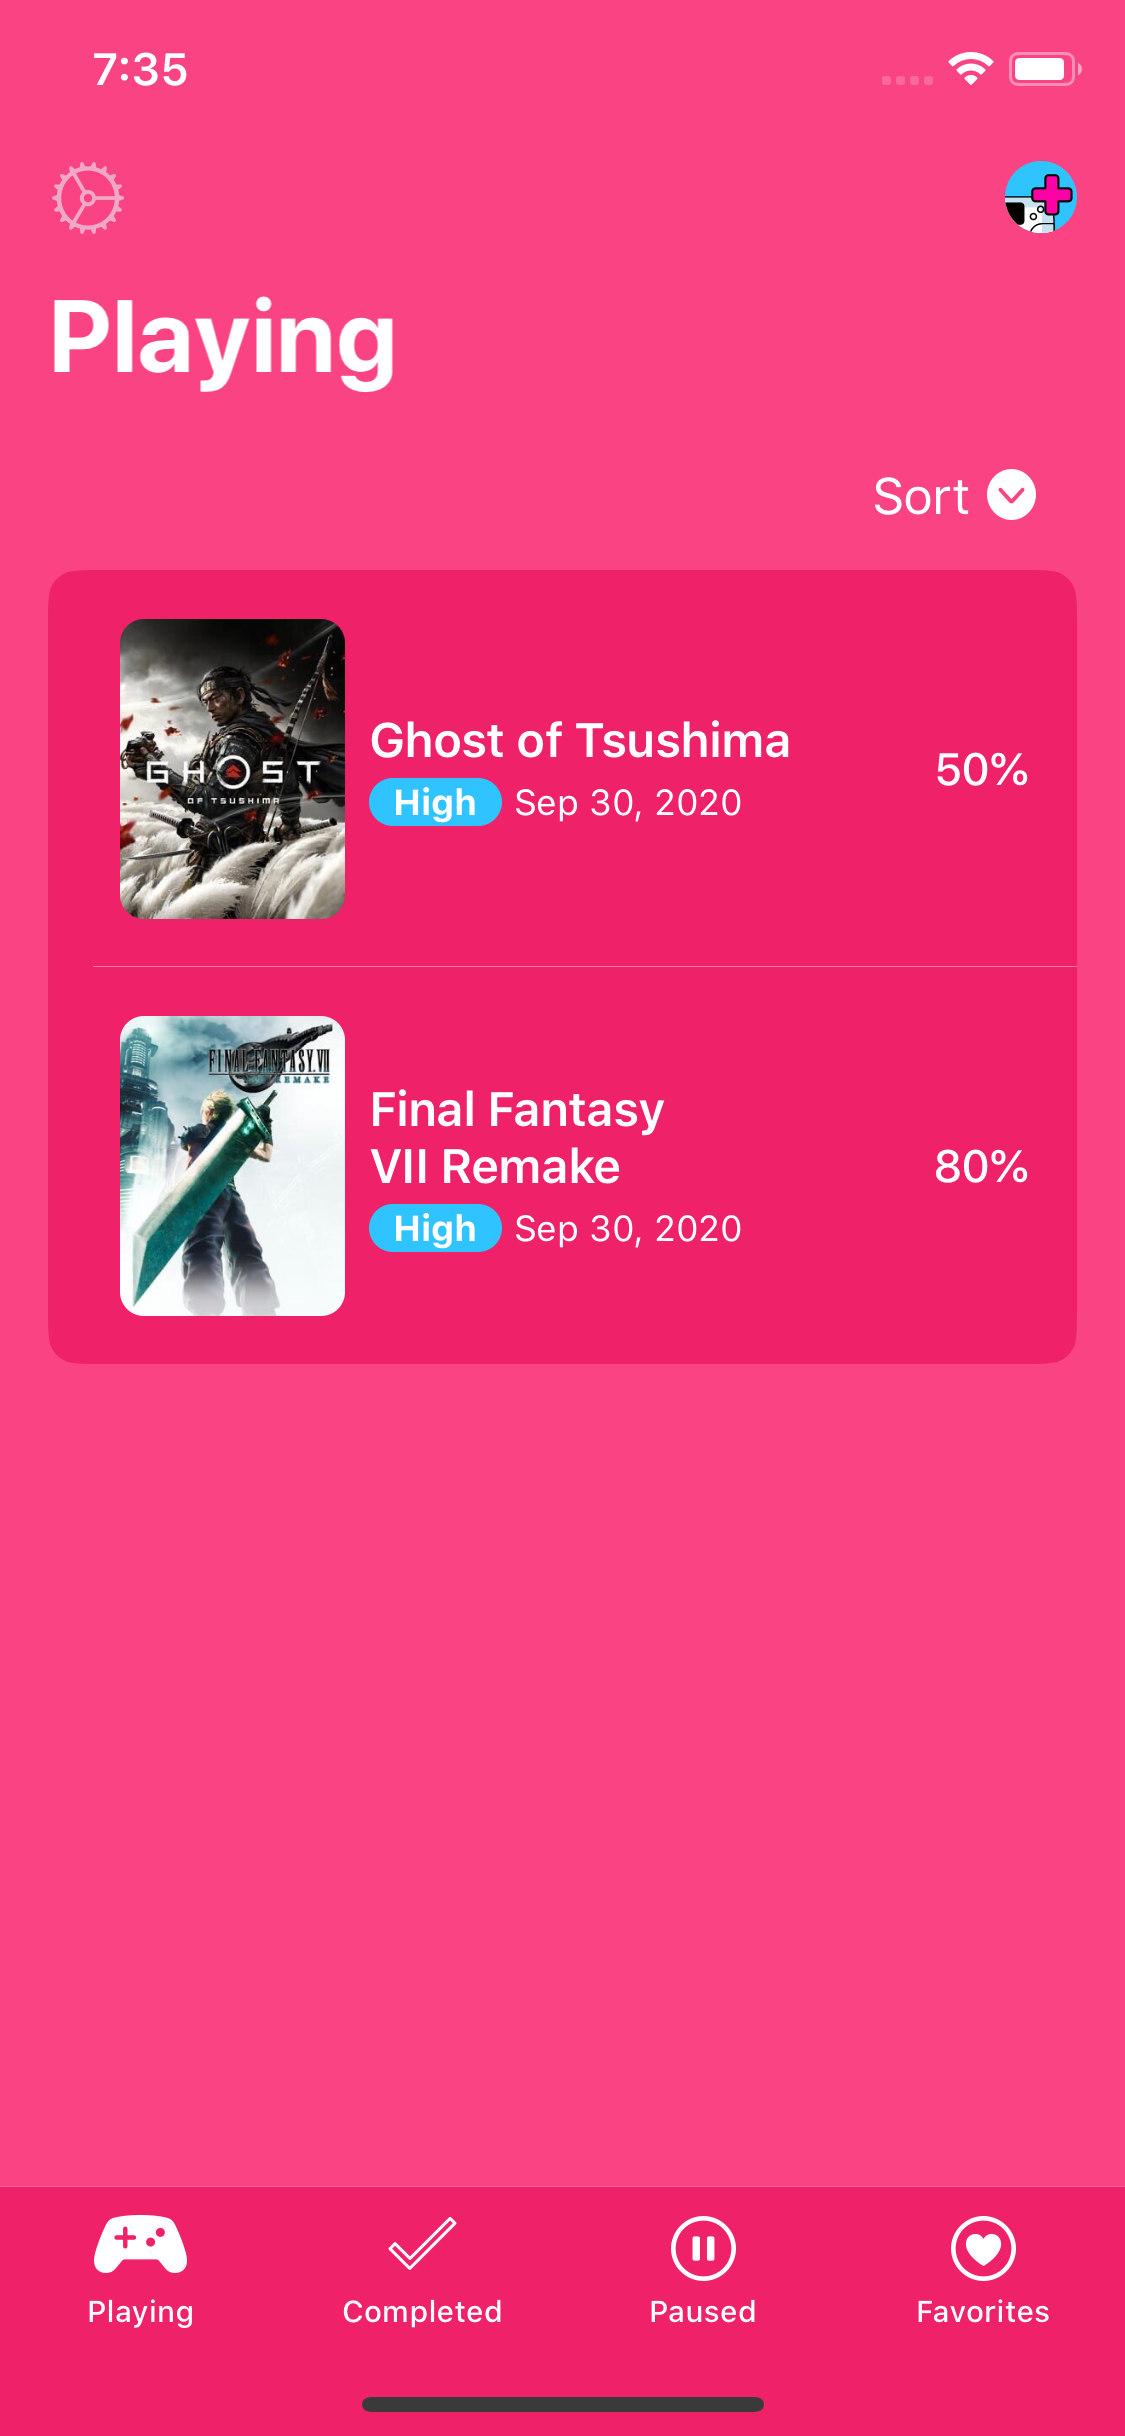 7:35
Playing
Sort
GHOST
OF TSUSHIMA
Ghost of Tsushima
High Sep 30, 2020
50%
FINAL FANTASY VII
REMAKE
Final Fantasy
VII Remake
High Sep 30, 2020
80%
Playing Completed Paused Favorites